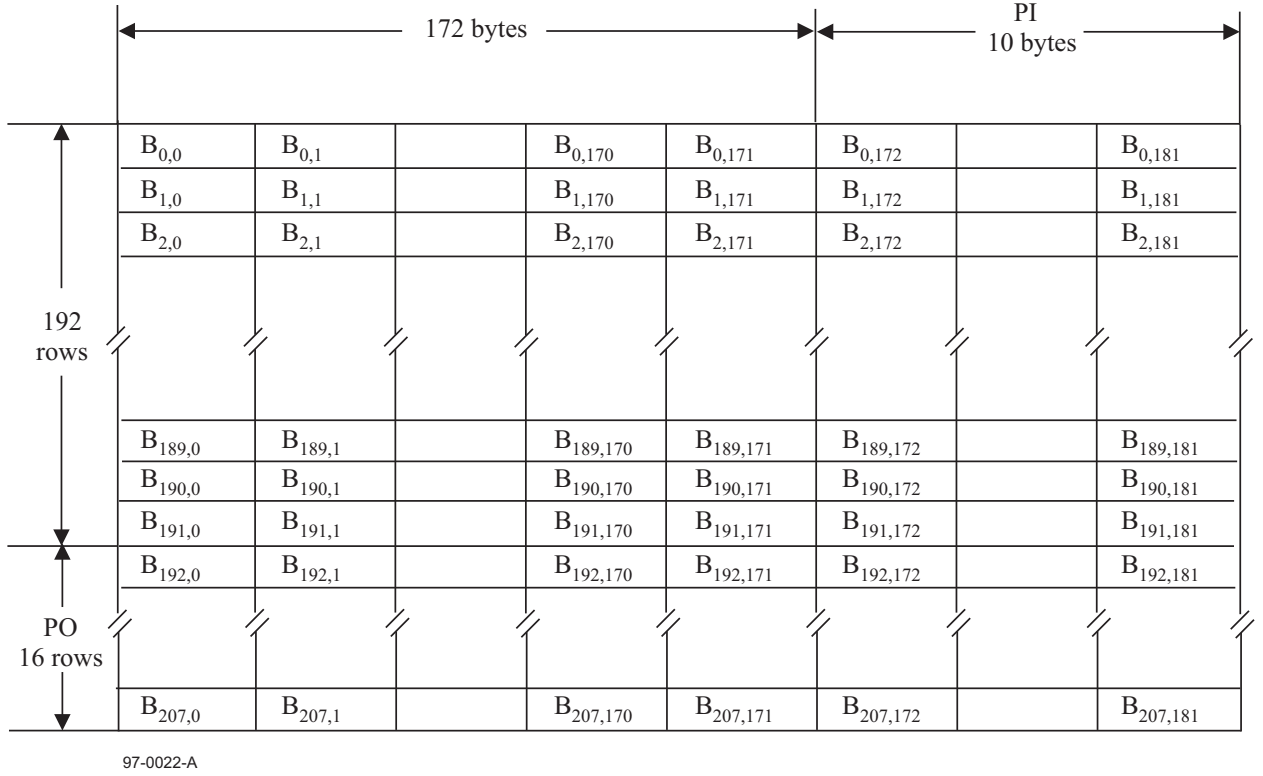 172 bytes
PI
10 bytes
B0,0 B0,1 B0,170 B0,171 B0,172 B0,181
B1,0 B1,1 B1,170 B1,171 B1,172 B1,181
B2,0 B2,1 B2,170 B2,171 B2,172 B2,181
192
rows
B189,0 B189,1 B189,170 B189,171 B189,172 B189,181
B190,0 B190,1 B190,170 B190,171 B190,172 B190,181
B191,0 B191,1 B191,170 B191,171 B191,172 B191,181
B192,0 B192,1 B192,170 B192,171 B192,172 B192,181
PO
16 rows
B207,0 B207,1 B207,170 B207,171 B207,172 B207,181
97-0022-A